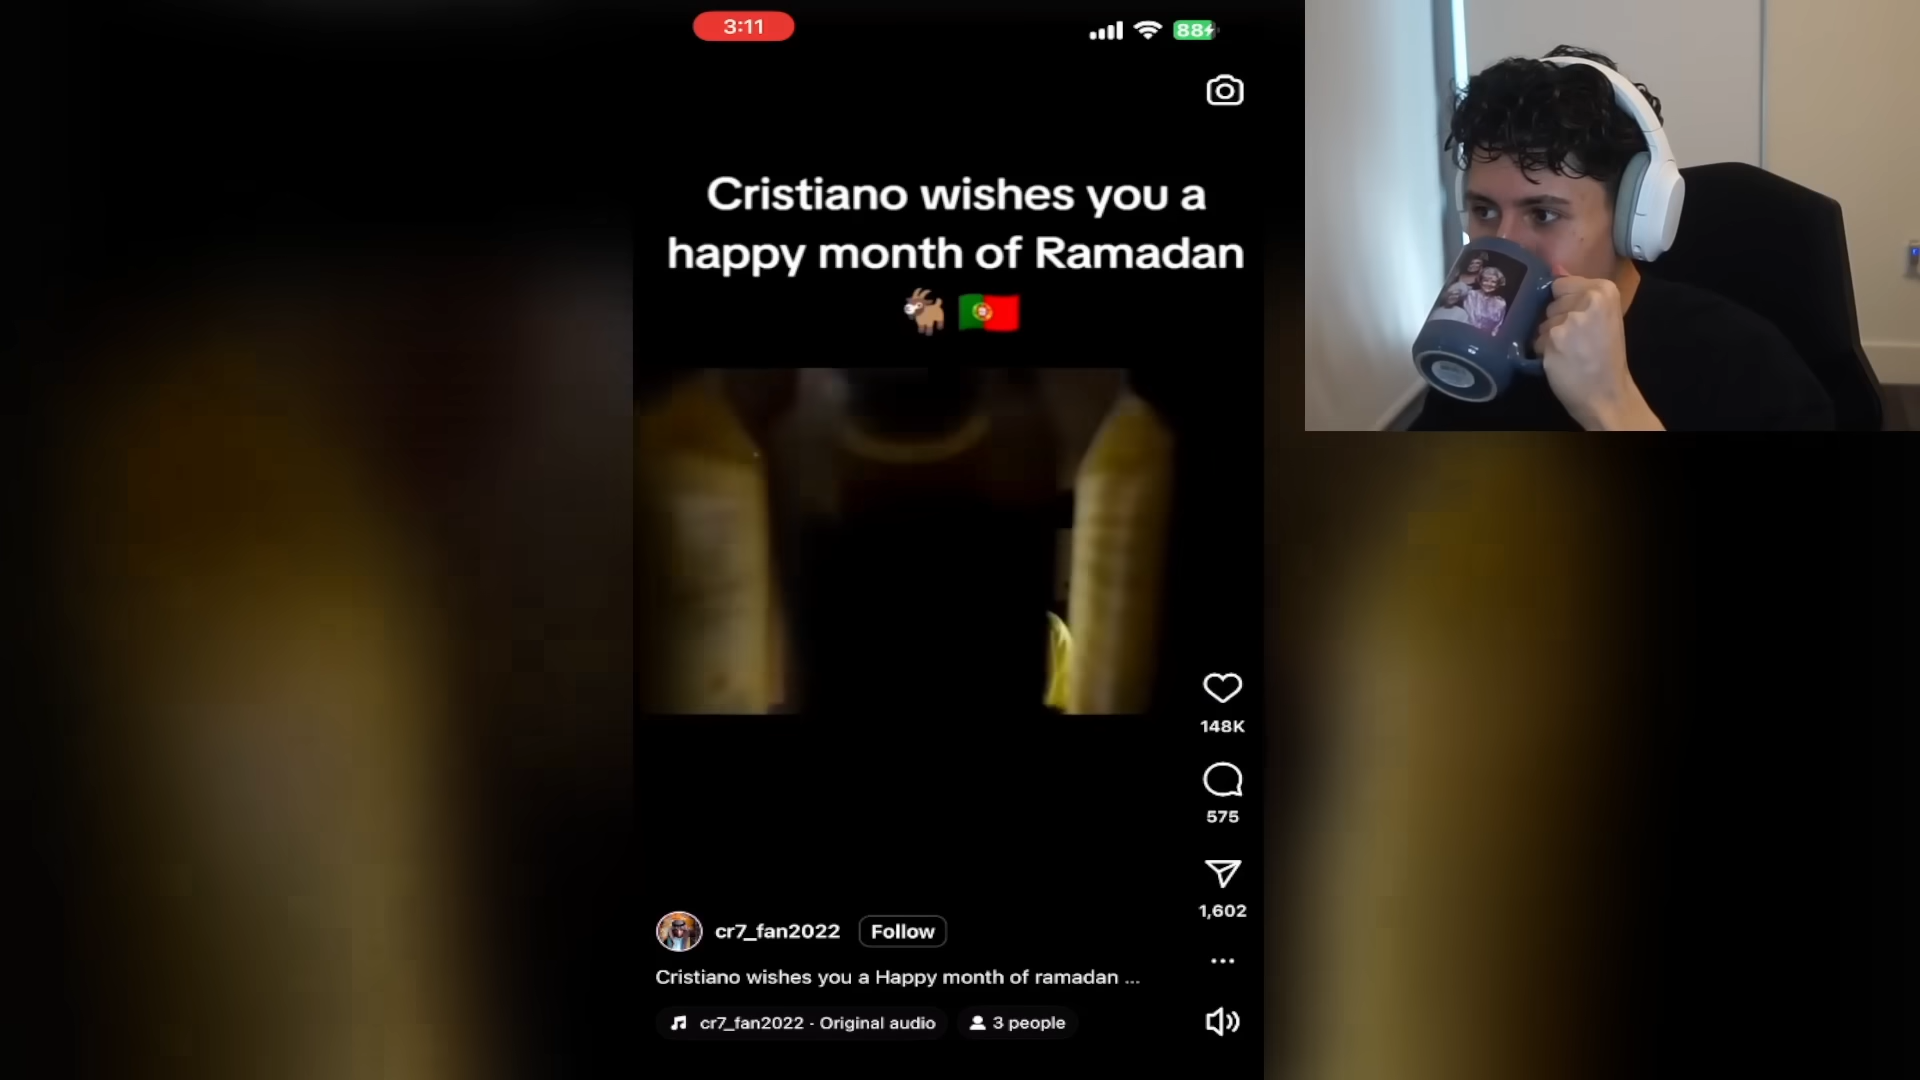 3:11
88
Cristiano wishes you a
happy month of Ramadan
148K
575
1,602
cr7_fan2022 Follow
Cristiano wishes you a Happy month of ramadan ...
cr7_fan2022 · Original audio 3 people